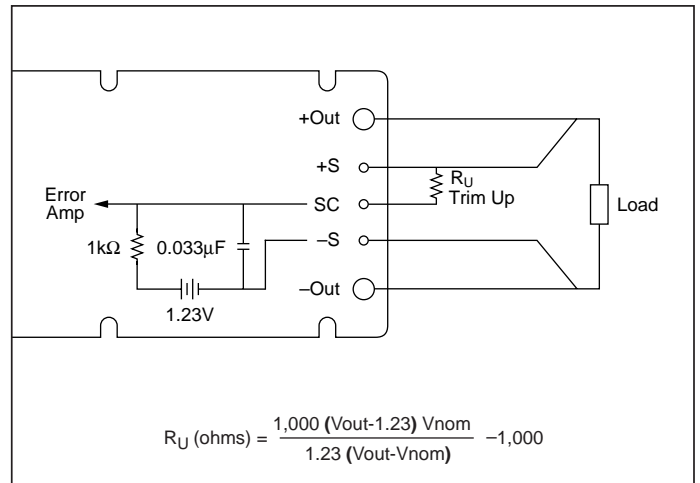 +Out
+S
R_U
Trim Up
Error
Amp
SC
Load
1kΩ
0.033µF
–S
–Out
1.23V
R_U (ohms) = 1,000 (Vout-1.23) Vnom / 1.23 (Vout-Vnom) –1,000